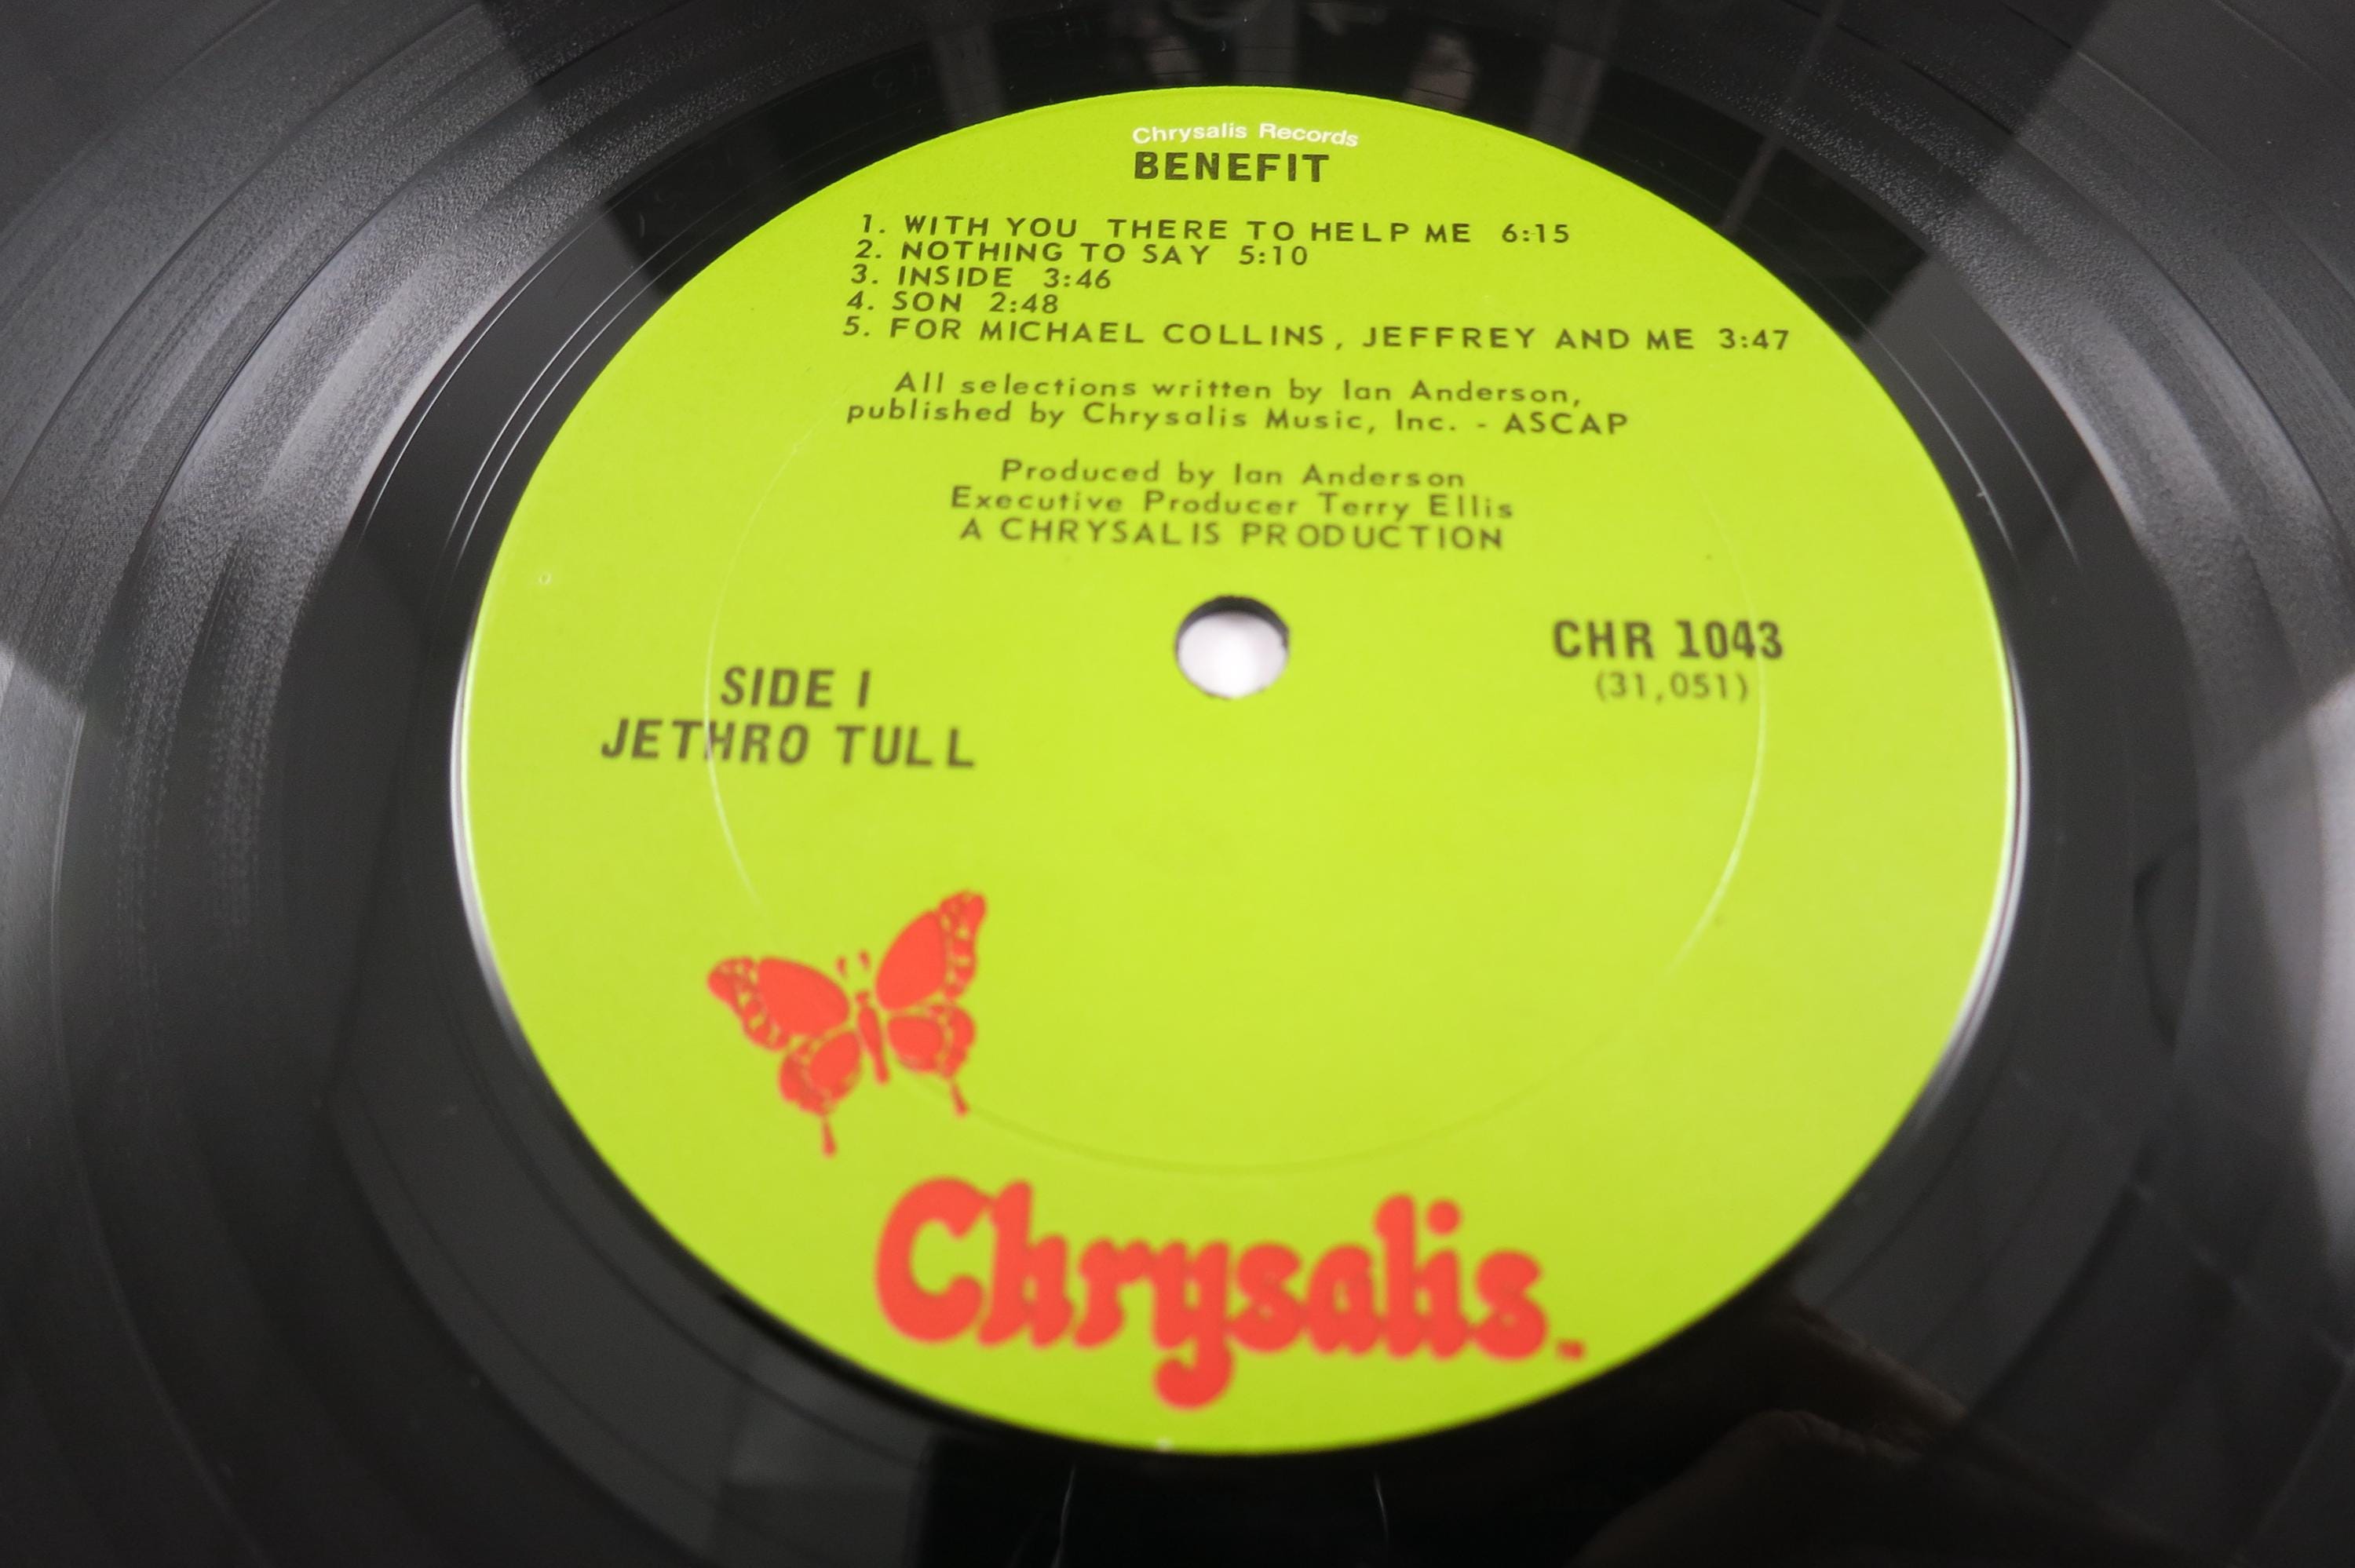 Chrysalis Records
BENEFIT
1. WITH YOU THERE TO HELP ME 6:15
2. NOTHING TO SAY 5:10
3. INSIDE 3:46
4. SON 2:48
5. FOR MICHAEL COLLINS, JEFFREY AND ME 3:47
All selections written by Ian Anderson,
published by Chrysalis Music, Inc. - ASCAP
Produced by Ian Anderson
Executive Producer Terry Ellis
A CHRYSALIS PRODUCTION
CHR 1043
(31,051)
SIDE I
JETHRO TULL
Chrysalis